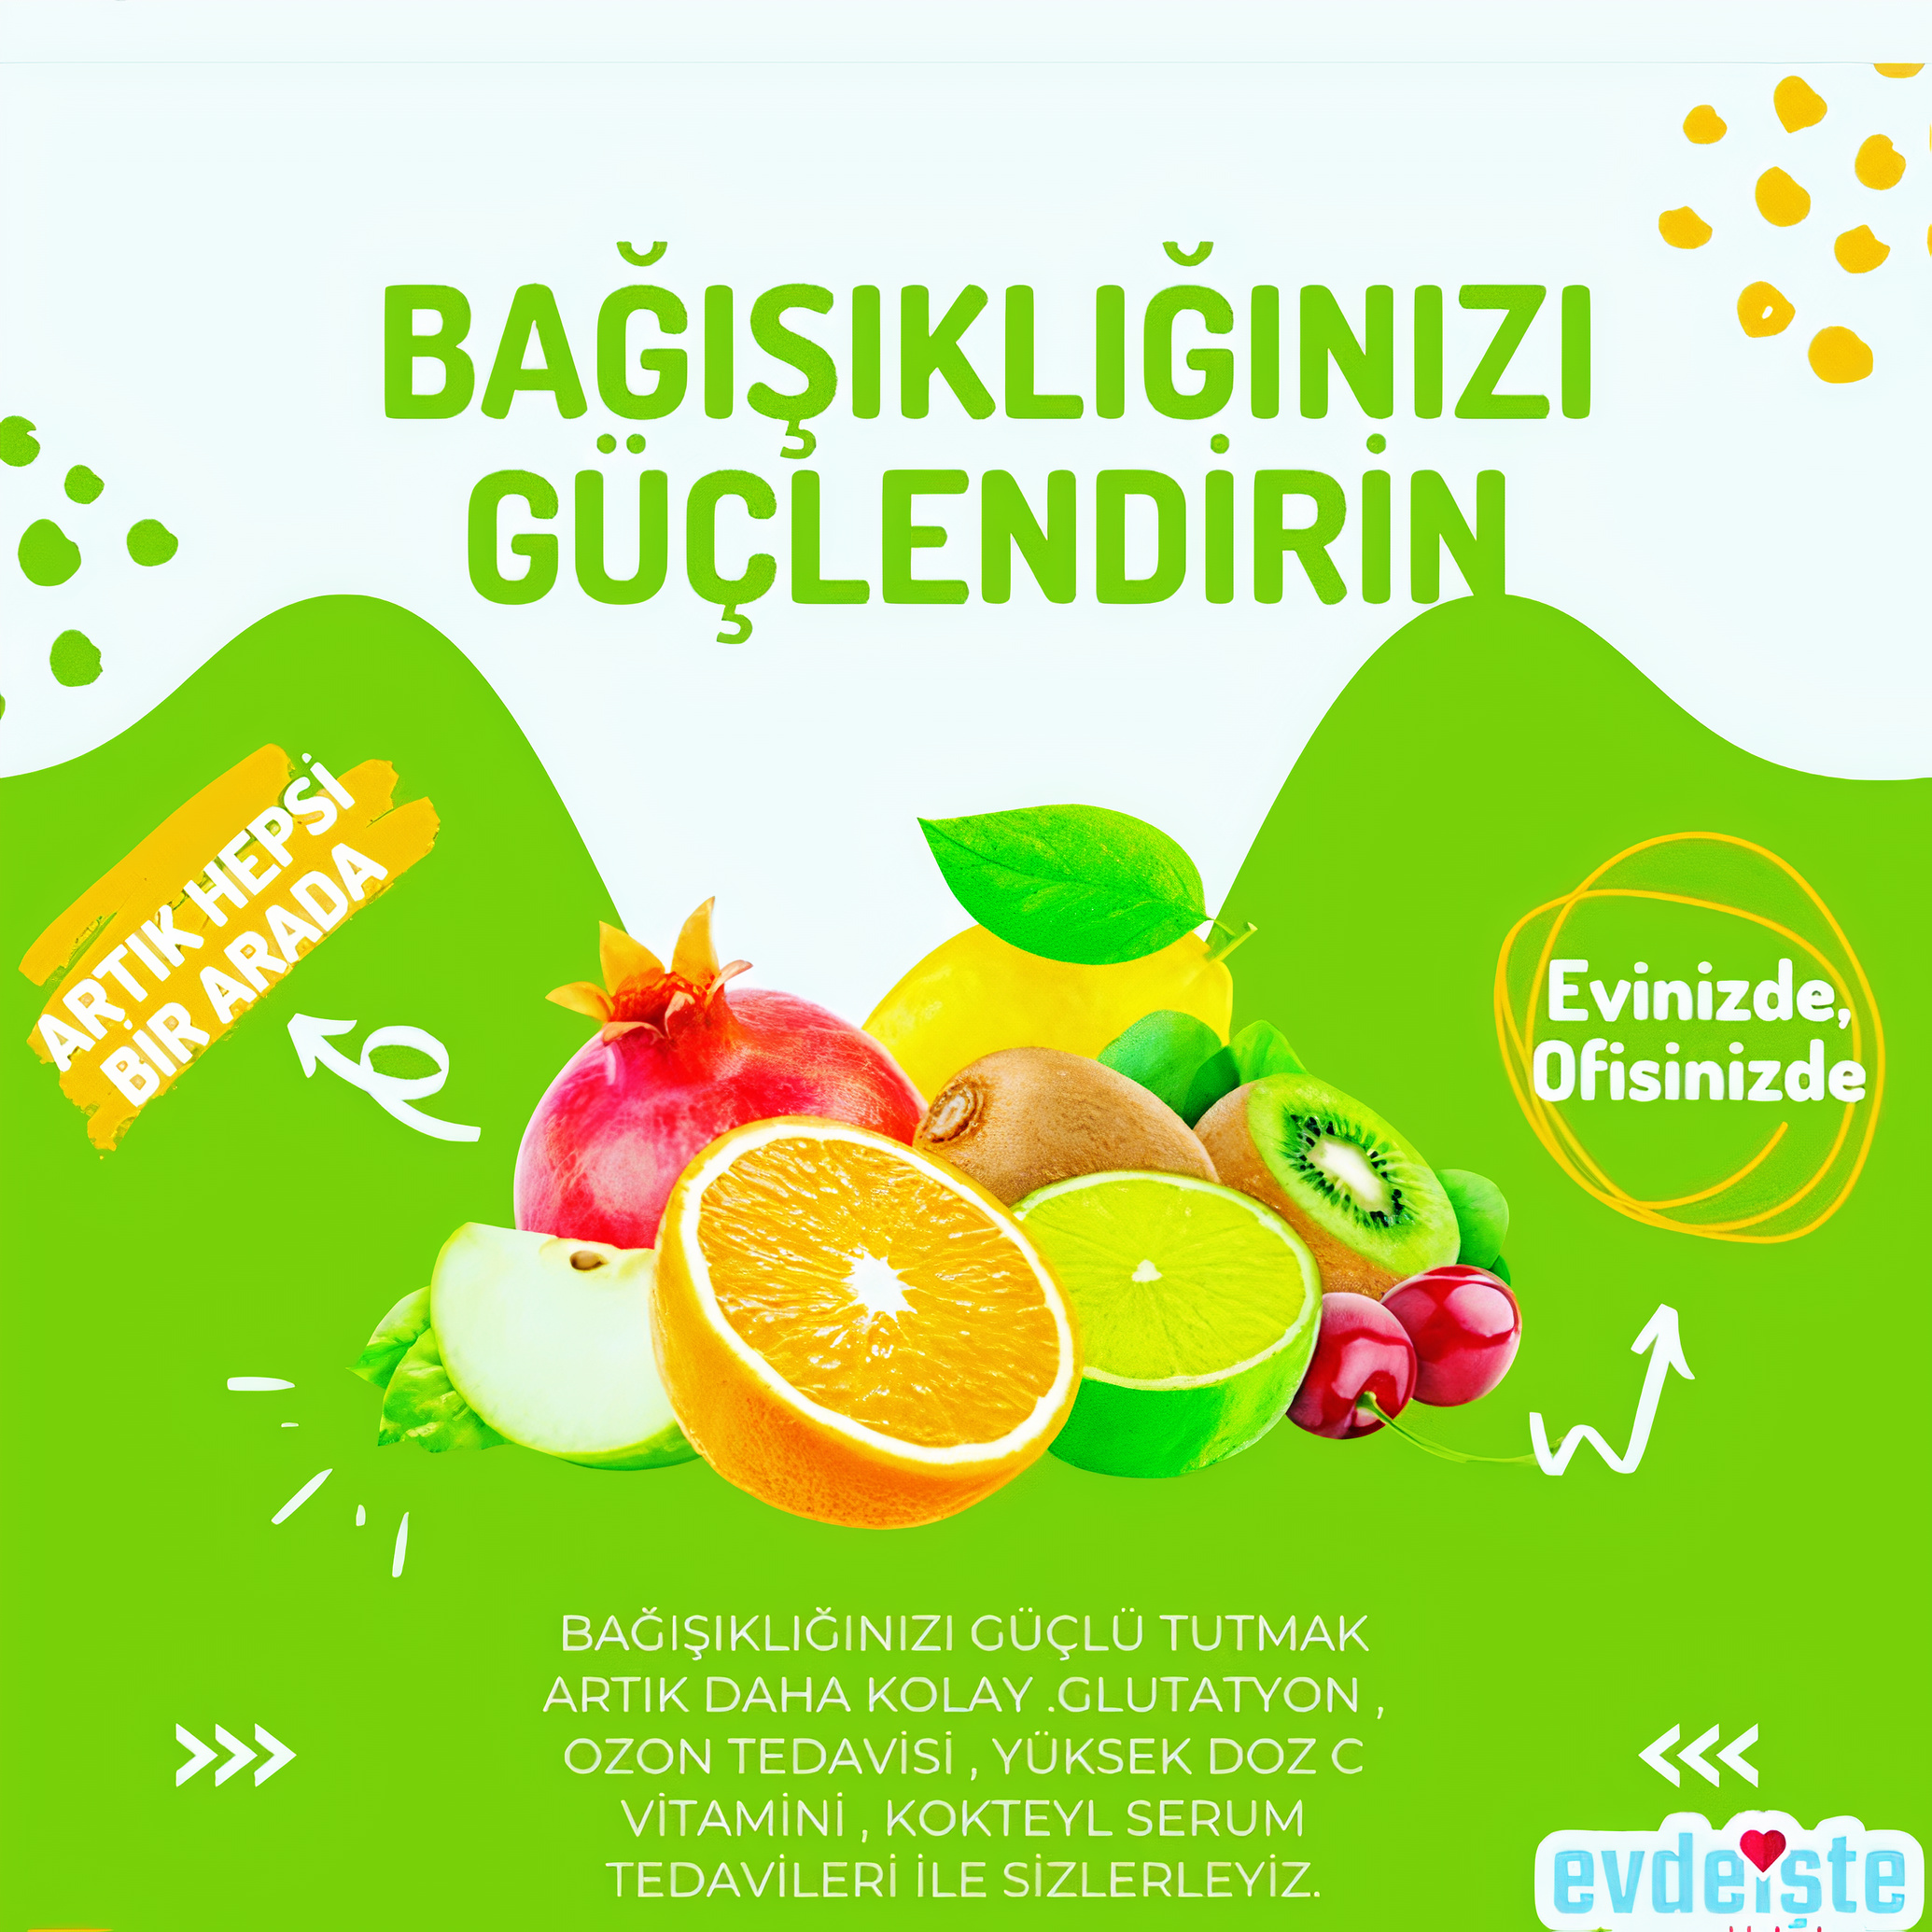 BAĞIŞIKLIĞINIZI
GÜÇLENDİRİN
ARTIK HEPSİ
BİR ARADA
Evinizde,
Ofisinizde
BAĞIŞIKLIĞINIZI GÜÇLÜ TUTMAK
ARTIK DAHA KOLAY .GLUTATYON ,
OZON TEDAVİSİ , YÜKSEK DOZ C
VİTAMİNİ , KOKTEYL SERUM
TEDAVİLERİ İLE SİZLERLEYİZ.
evdeişte